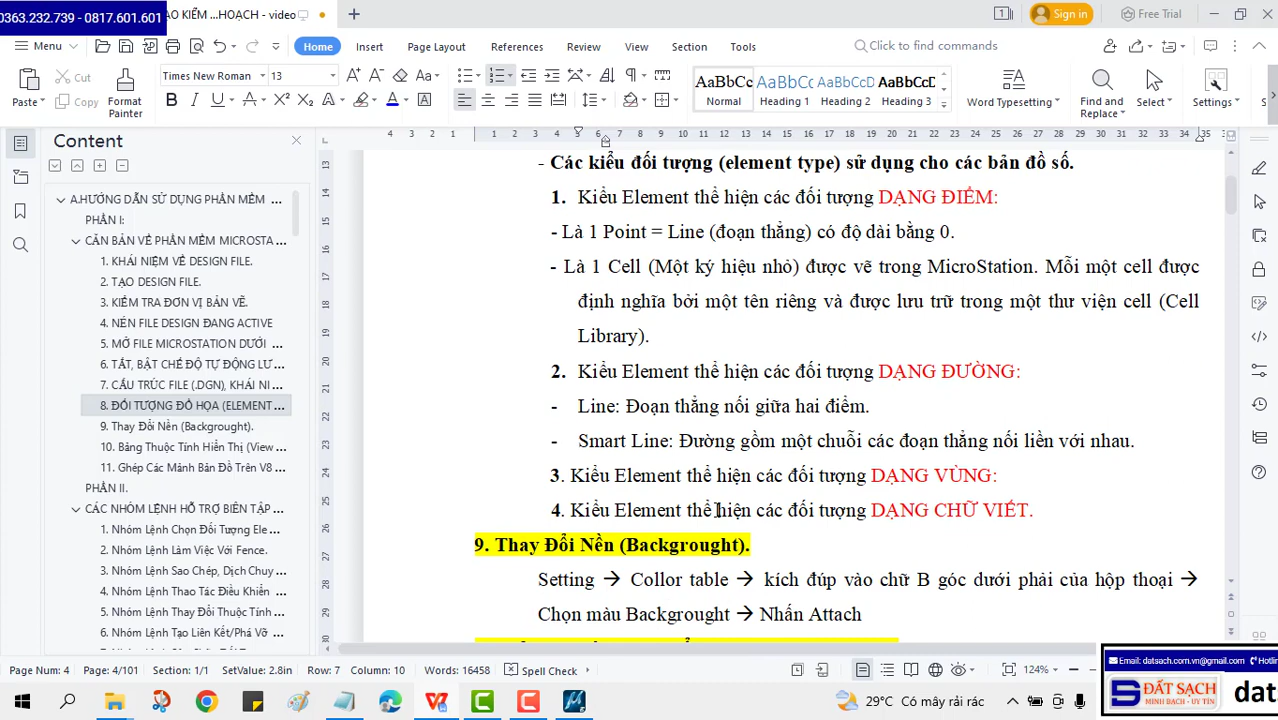 0363.232.739 - 0817.601.601
ẠO KIỂM ...HOẠCH - video
Sign in
Free Trial
Menu
Home
Insert
Page Layout
References
Review
View
Section
Tools
Click to find commands
Paste
Cut
Copy
Format Painter
Times New Roman
13
AaBbCc
Normal
AaBbC
Heading 1
AaBbC
Heading 2
AaBbCcD
Heading 3
Word Typesetting
Find and Replace
Select
Settings
Content
A.HƯỚNG DẪN SỬ DỤNG PHẦN MỀM ...
PHẦN I:
CĂN BẢN VỀ PHẦN MỀM MICROSTA ...
1. KHÁI NIỆM VỀ DESIGN FILE.
2. TẠO DESIGN FILE.
3. KIỂM TRA ĐƠN VỊ BẢN VẼ.
4. NÉN FILE DESIGN ĐANG ACTIVE
5. MỞ FILE MICROSTATION DƯỚI ...
6. TẮT, BẬT CHẾ ĐỘ TỰ ĐỘNG LƯ ...
7. CẤU TRÚC FILE (.DGN), KHÁI NI ...
8. ĐỐI TƯỢNG ĐỒ HỌA (ELEMENT ...
9. Thay Đổi Nền (Backgrought).
10. Bảng Thuộc Tính Hiển Thị (View ...
11. Ghép Các Mảnh Bản Đồ Trên V8
PHẦN II.
CÁC NHÓM LỆNH HỖ TRỢ BIÊN TẬP ...
1. Nhóm Lệnh Chọn Đối Tượng Ele ...
2. Nhóm Lệnh Làm Việc Với Fence.
3. Nhóm Lệnh Sao Chép, Dịch Chuy ...
4. Nhóm Lệnh Thao Tác Điều Khiển ...
5. Nhóm Lệnh Thay Đổi Thuộc Tính ...
6. Nhóm Lệnh Tạo Liên Kết/Phá Vỡ ...
- Các kiểu đối tượng (element type) sử dụng cho các bản đồ số.
1. Kiểu Element thể hiện các đối tượng DẠNG ĐIỂM:
- Là 1 Point = Line (đoạn thẳng) có độ dài bằng 0.
- Là 1 Cell (Một ký hiệu nhỏ) được vẽ trong MicroStation. Mỗi một cell được
định nghĩa bởi một tên riêng và được lưu trữ trong một thư viện cell (Cell
Library).
2. Kiểu Element thể hiện các đối tượng DẠNG ĐƯỜNG:
- Line: Đoạn thẳng nối giữa hai điểm.
- Smart Line: Đường gồm một chuỗi các đoạn thẳng nối liền với nhau.
3. Kiểu Element thể hiện các đối tượng DẠNG VÙNG:
4. Kiểu Element thể hiện các đối tượng DẠNG CHỮ VIẾT.
9. Thay Đổi Nền (Backgrought).
Setting → Collor table → kích đúp vào chữ B góc dưới phải của hộp thoại →
Chọn màu Backgrought → Nhấn Attach
Page Num: 4
Page: 4/101
Section: 1/1
SetValue: 2.8in
Row: 7
Column: 10
Words: 16458
Spell Check
124%
Email: datsach.com.vn@gmail.com
Hotlin
ĐẤT SẠCH
MINH BẠCH - UY TÍN
dat
29°C Có mây rải rác